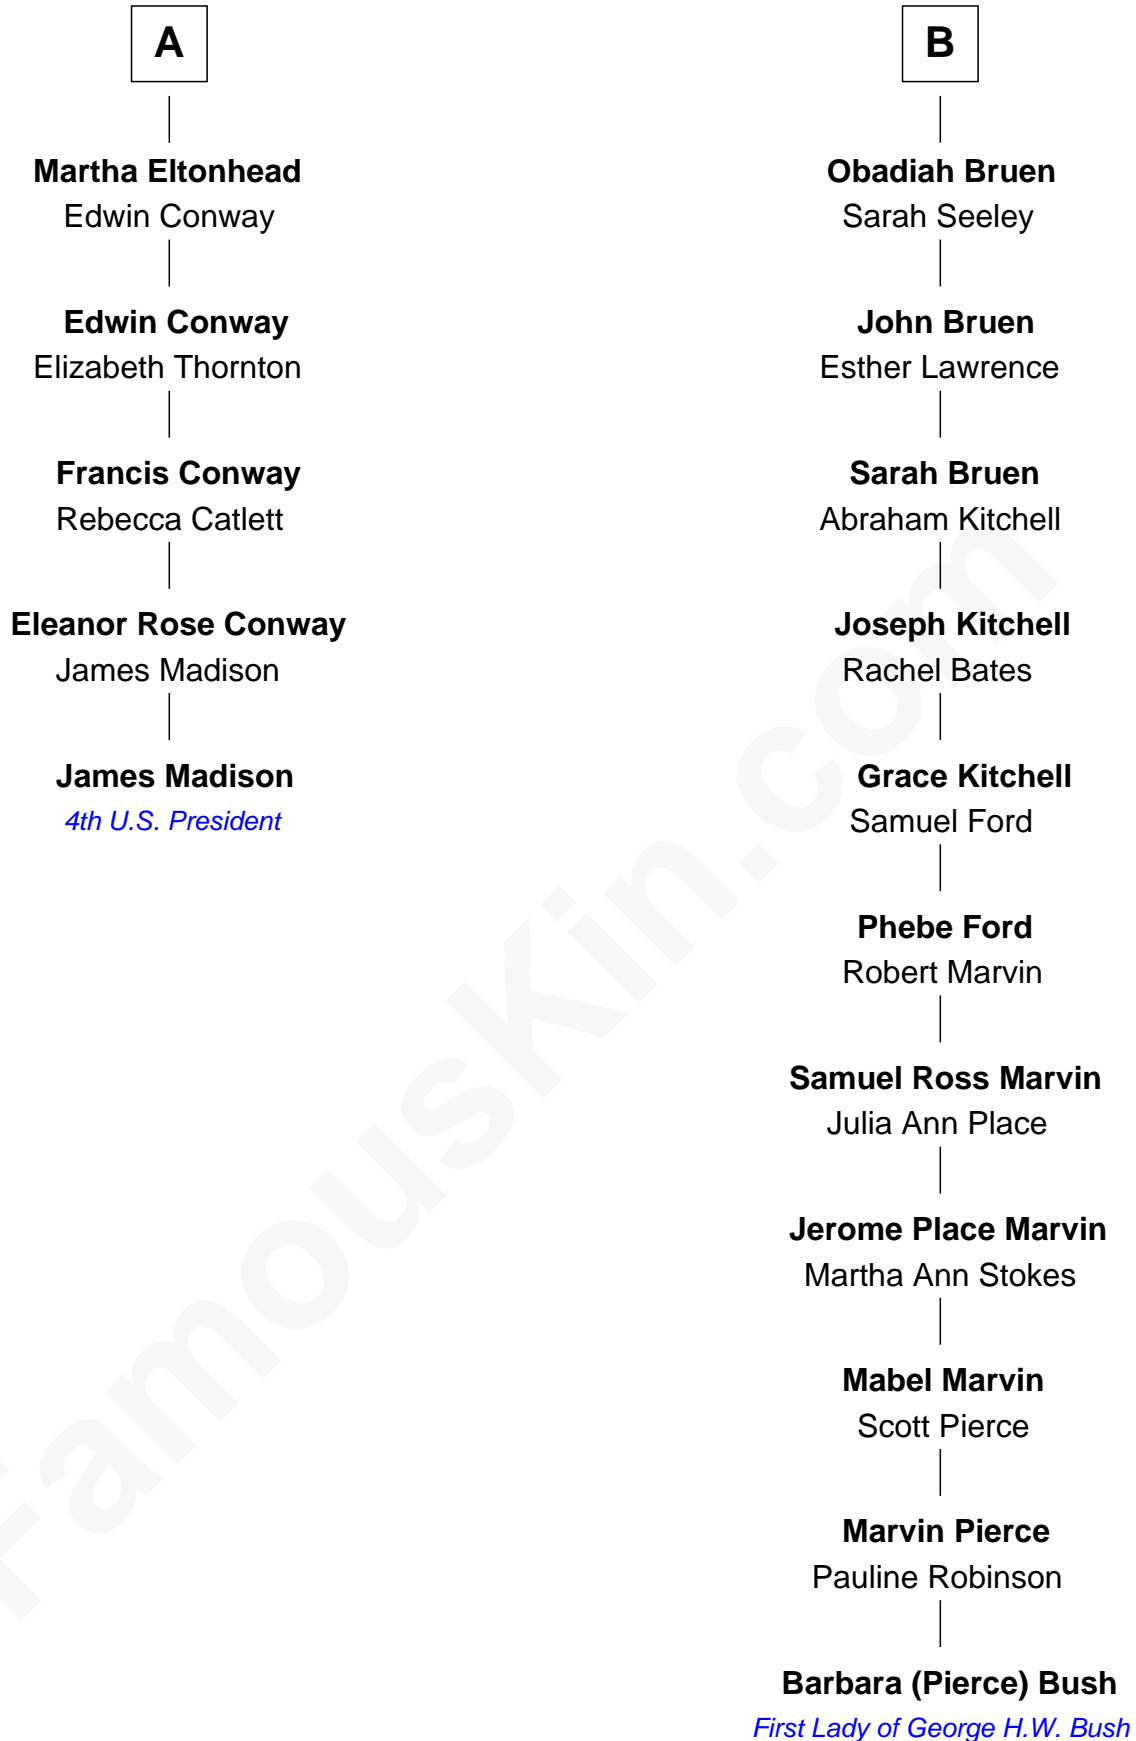 A
Martha Eltonhead
Edwin Conway
Edwin Conway
Elizabeth Thornton
Francis Conway
Rebecca Catlett
Eleanor Rose Conway
James Madison
James Madison
4th U.S. President
B
Obadiah Bruen
Sarah Seeley
John Bruen
Esther Lawrence
Sarah Bruen
Abraham Kitchell
Joseph Kitchell
Rachel Bates
Grace Kitchell
Samuel Ford
Phebe Ford
Robert Marvin
Samuel Ross Marvin
Julia Ann Place
Jerome Place Marvin
Martha Ann Stokes
Mabel Marvin
Scott Pierce
Marvin Pierce
Pauline Robinson
Barbara (Pierce) Bush
First Lady of George H.W. Bush
FamousKin.com